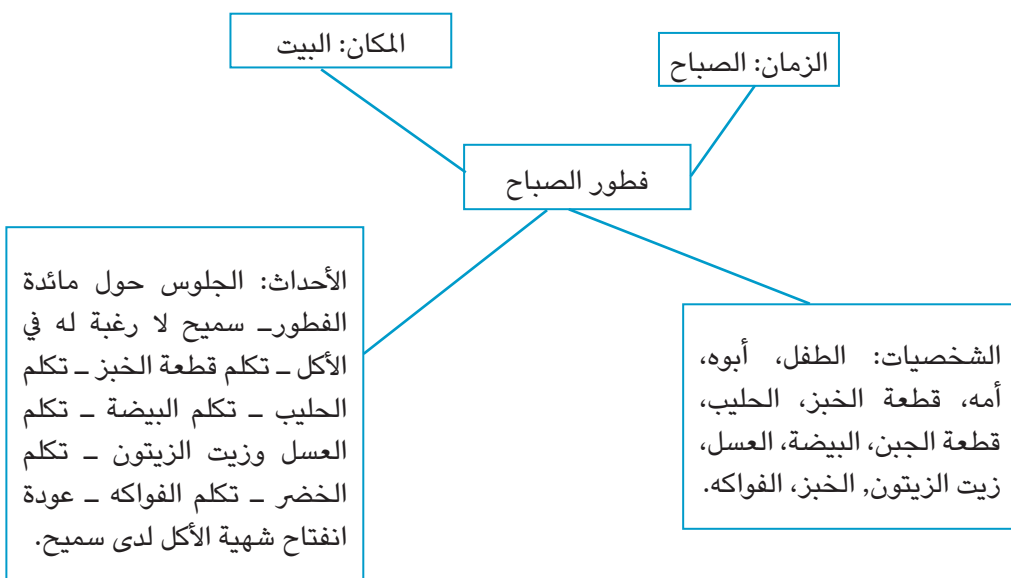 الزمان: الصباح
المكان: البيت
فطور الصباح
الشخصيات: الطفل، أبوه،
أمه، قطعة الخبز، الحليب،
قطعة الجبن، البيضة، العسل،
زيت الزيتون, الخبز، الفواكه.
الأحداث: الجلوس حول مائدة
الفطور_ سميح لا رغبة له في
الأكل _ تكلم قطعة الخبز _ تكلم
الحليب _ تكلم البيضة _ تكلم
العسل وزيت الزيتون _ تكلم
الخضر _ تكلم الفواكه _ عودة
انفتاح شهية الأكل لدى سميح.